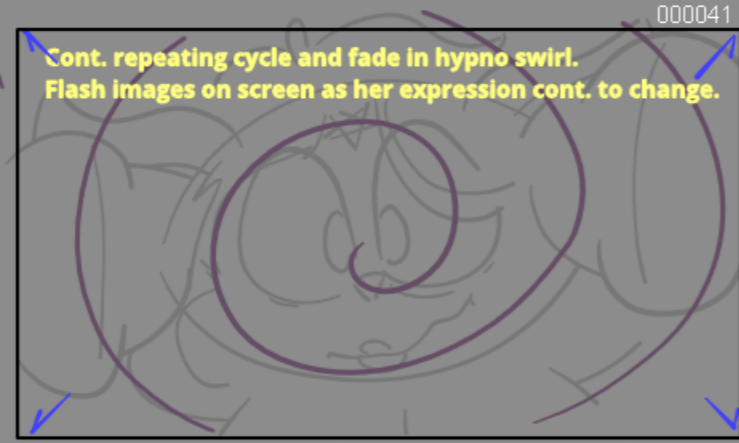 000041
Cont. repeating cycle and fade in hypno swirl.
Flash images on screen as her expression cont. to change.